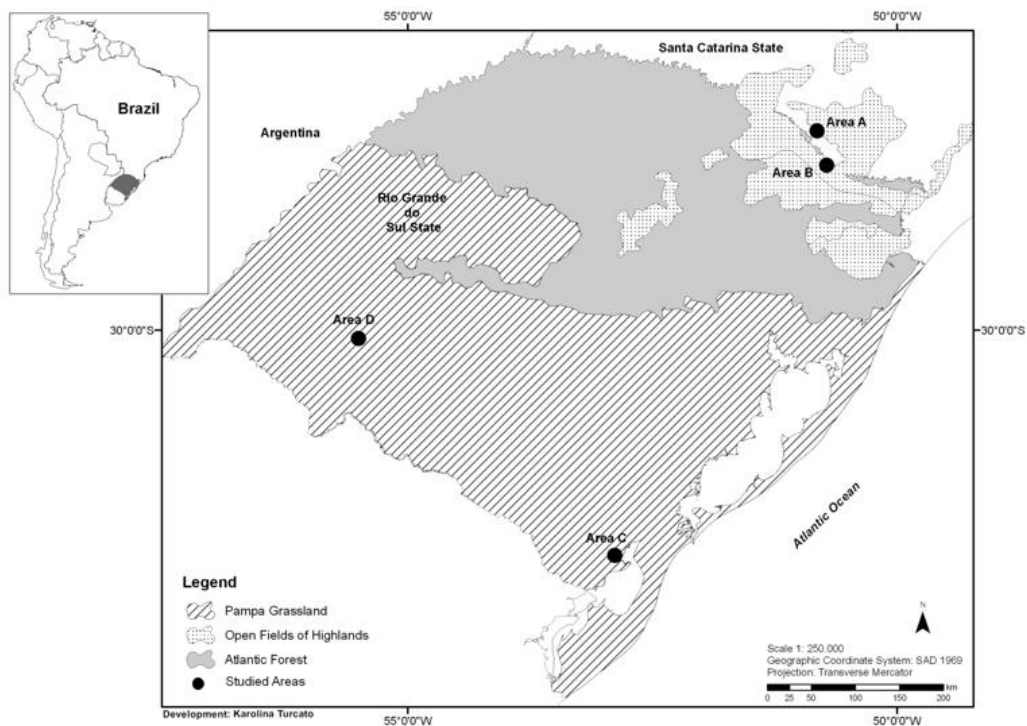 55°0'0"W
50°0'0"W
Santa Catarina State
Brazil
Argentina
Area A
Area B
Rio Grande
do
Sul State
Area D
30°0'0"S
30°0'0"S
Atlantic Ocean
Area C
Legend
Pampa Grassland
Open Fields of Highlands
Atlantic Forest
Studied Areas
N
Scale 1: 250.000
Geographic Coordinate System: SAD 1969
Projection: Transverse Mercator
km
0 25 50 100 150 200
Development: Karolina Turcato
55°0'0"W
50°0'0"W